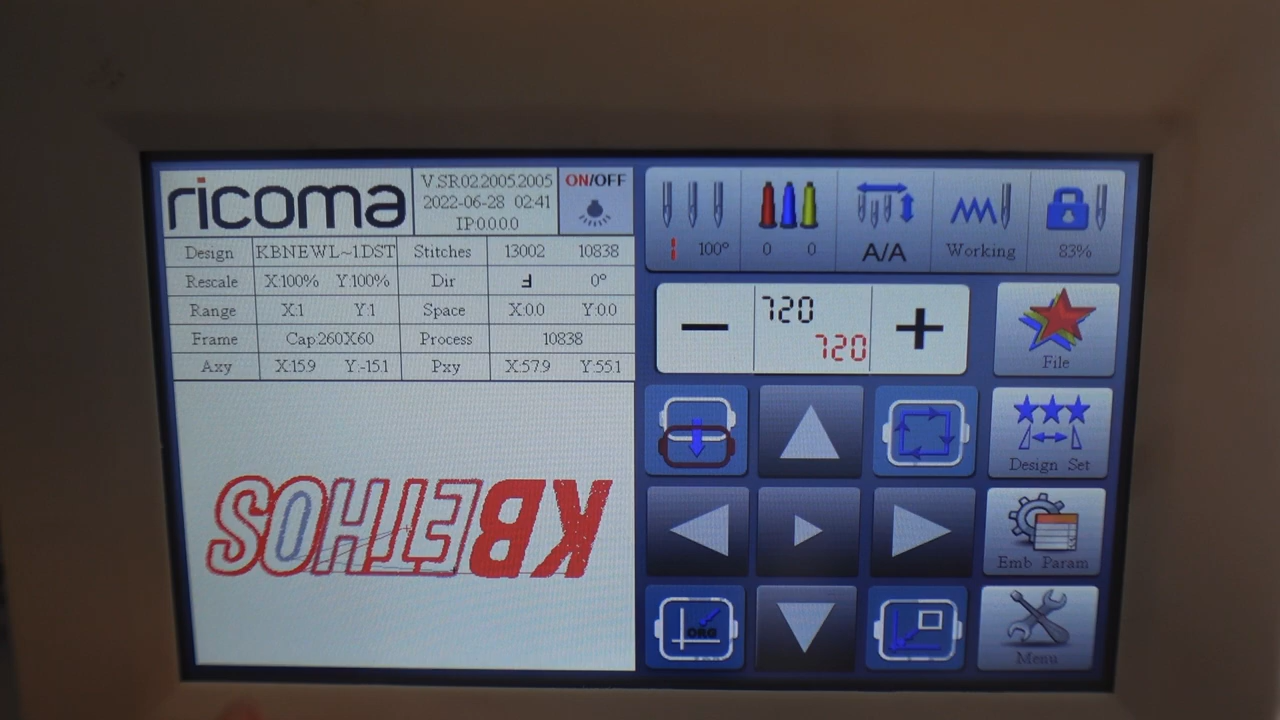 ricoma
V.SR02.2005.2005
2022-06-28 02:41
IP:0.0.0.0
ON/OFF
Design KBNEWL~1.DST Stitches 13002 10838
Rescale X:100% Y:100% Dir 0°
Range X:1 Y:1 Space X:0.0 Y:0.0
Frame Cap:260X60 Process 10838
Axy X:15.9 Y:-15.1 Pxy X:57.9 Y:55.1
KBETHOS
1 100° 0 0 A/A Working 83%
720
720
File
Design Set
Emb Param
ORG
Menu